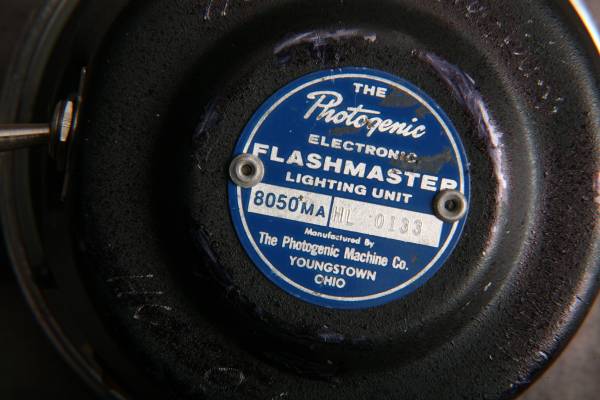 THE
Photogenic
ELECTRONIC
FLASHMASTER
LIGHTING UNIT
8050*MA HL 0133
Manufactured By
The Photogenic Machine Co.
YOUNGSTOWN
OHIO